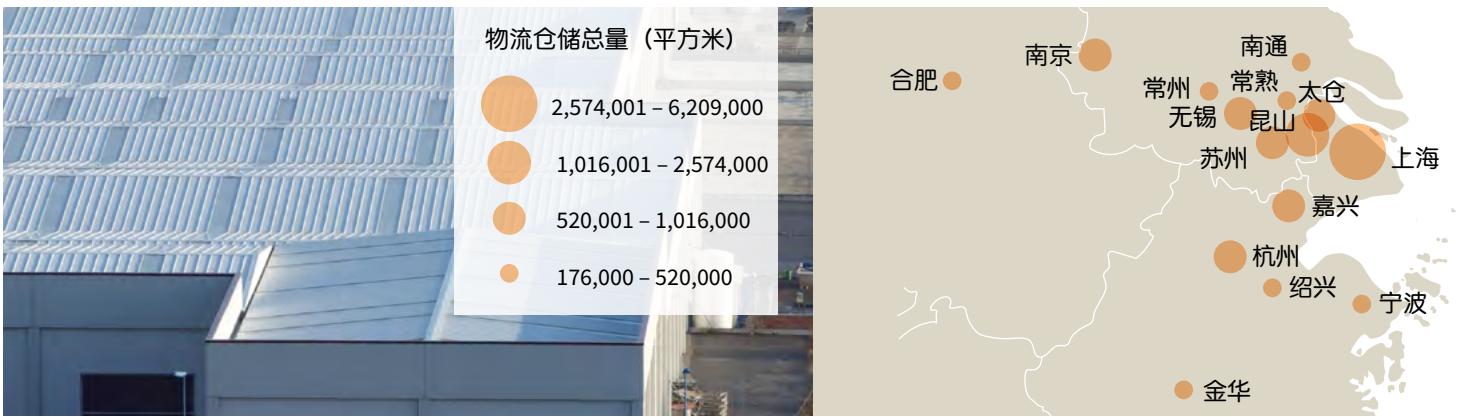 物流仓储总量（平方米）
2,574,001 – 6,209,000
1,016,001 – 2,574,000
520,001 – 1,016,000
176,000 – 520,000
南京
南通
合肥
常州
常熟
太仓
无锡
昆山
苏州
上海
嘉兴
杭州
绍兴
宁波
金华